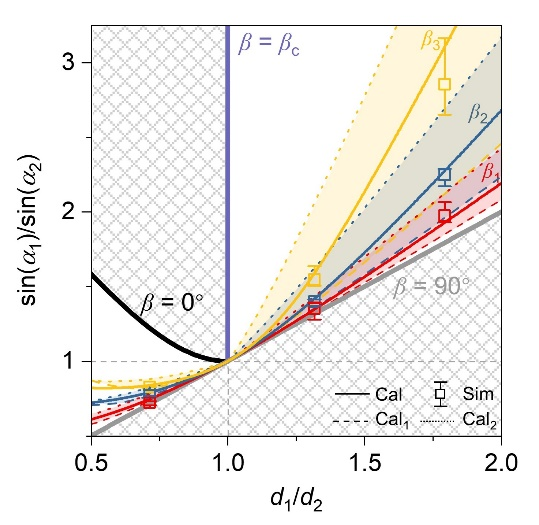 β = βc
β3
3
β2
β1
sin(α1)/sin(α2)
2
β = 0°
β = 90°
1
Cal Sim
Cal1 Cal2
0.5 1.0 1.5 2.0
d1/d2